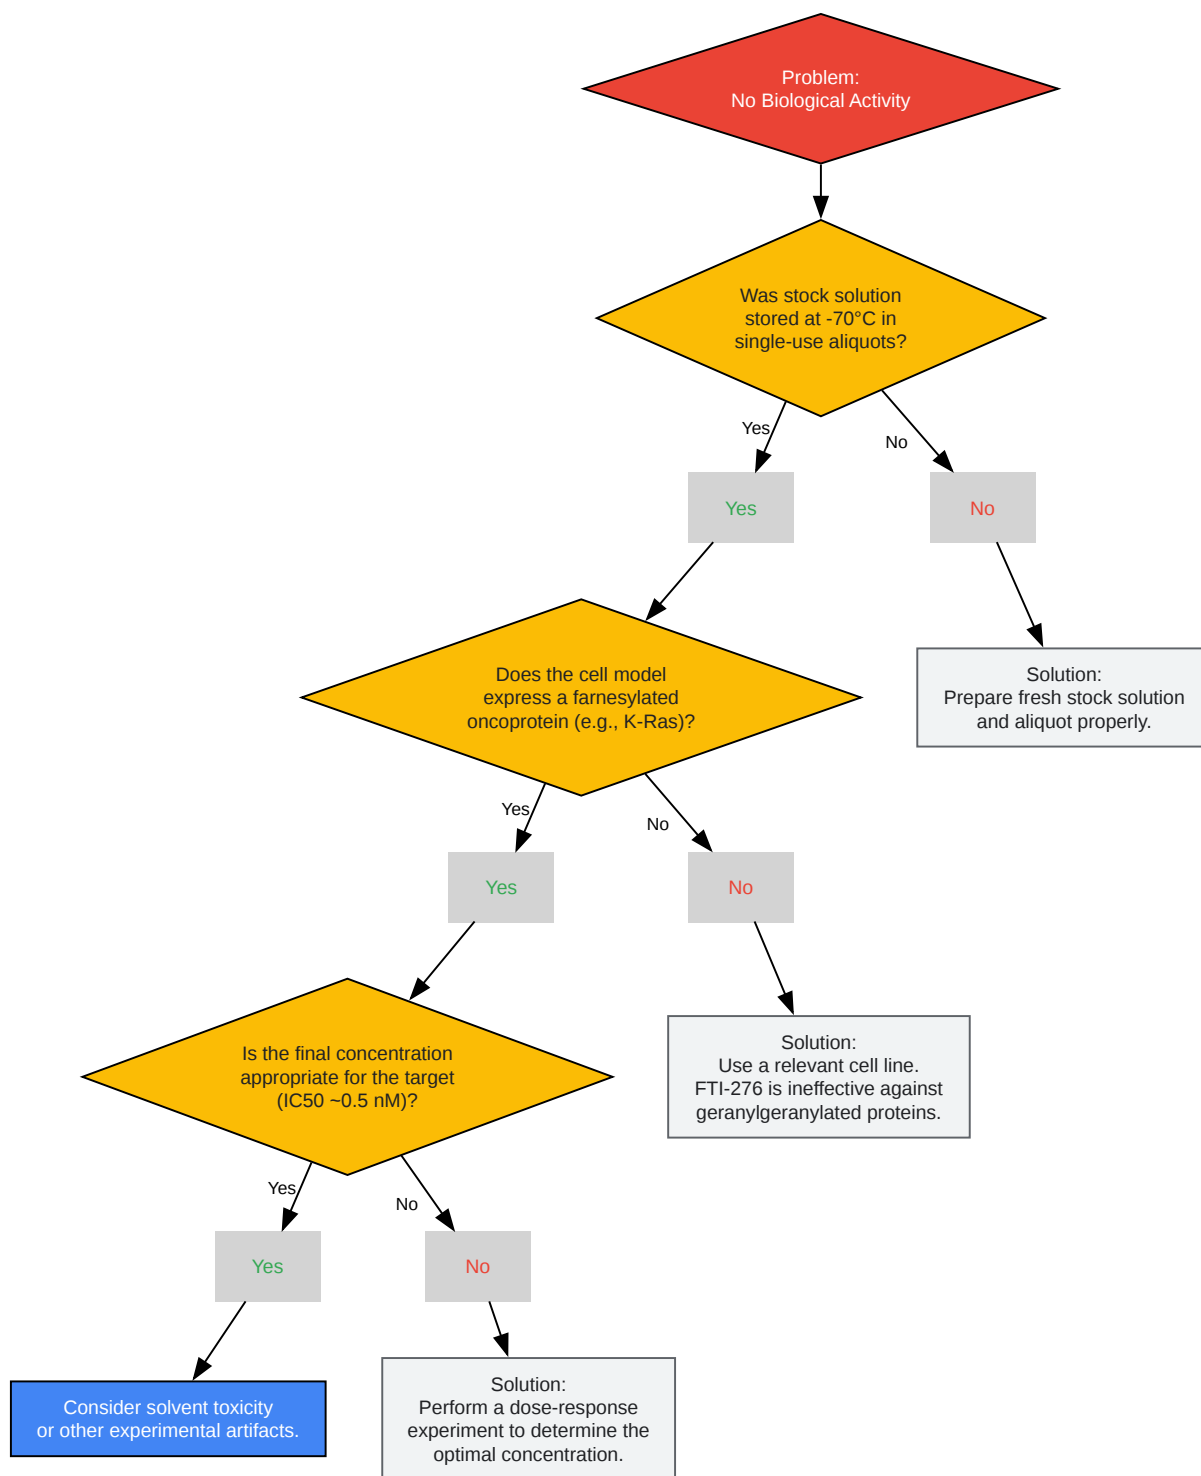 Problem:
No Biological Activity
Was stock solution
stored at -70°C in
single-use aliquots?
Yes
No
Yes
No
Does the cell model
express a farnesylated
oncoprotein (e.g., K-Ras)?
Solution:
Prepare fresh stock solution
and aliquot properly.
Yes
No
Yes
No
Is the final concentration
appropriate for the target
(IC50 ~0.5 nM)?
Solution:
Use a relevant cell line.
FTI-276 is ineffective against
geranylgeranylated proteins.
Yes
No
Yes
No
Consider solvent toxicity
or other experimental artifacts.
Solution:
Perform a dose-response
experiment to determine the
optimal concentration.